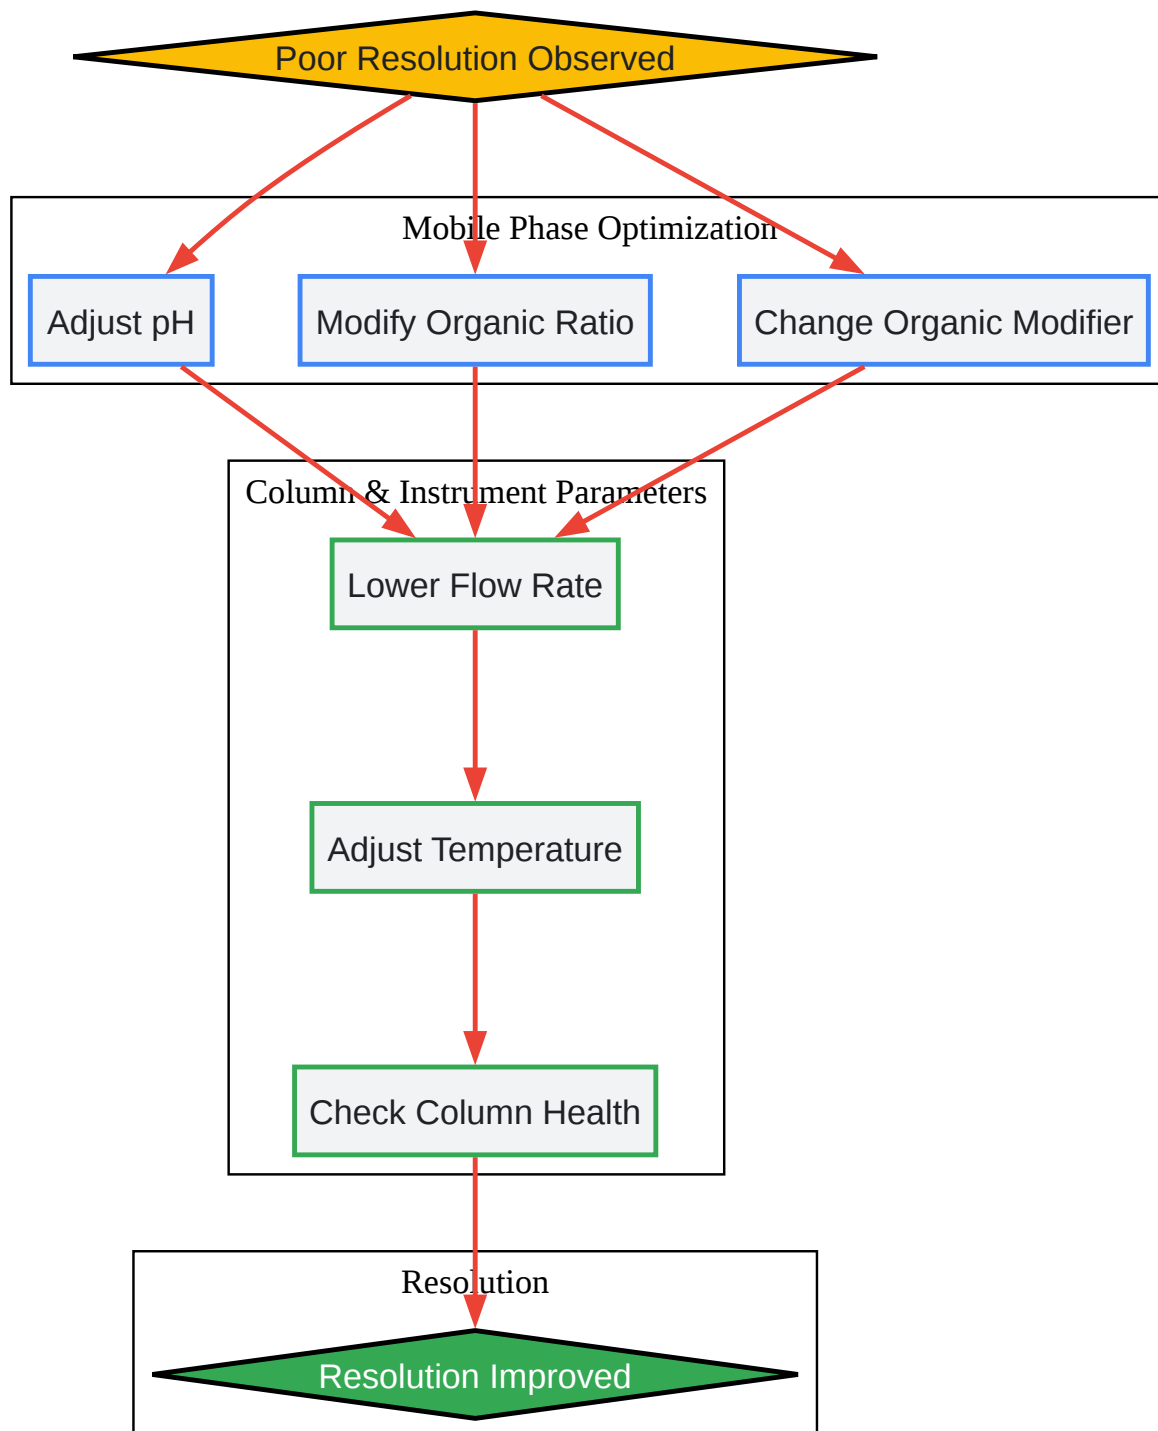 Poor Resolution Observed
Mobile Phase Optimization
Adjust pH
Modify Organic Ratio
Change Organic Modifier
Column & Instrument Parameters
Lower Flow Rate
Adjust Temperature
Check Column Health
Resolution
Resolution Improved